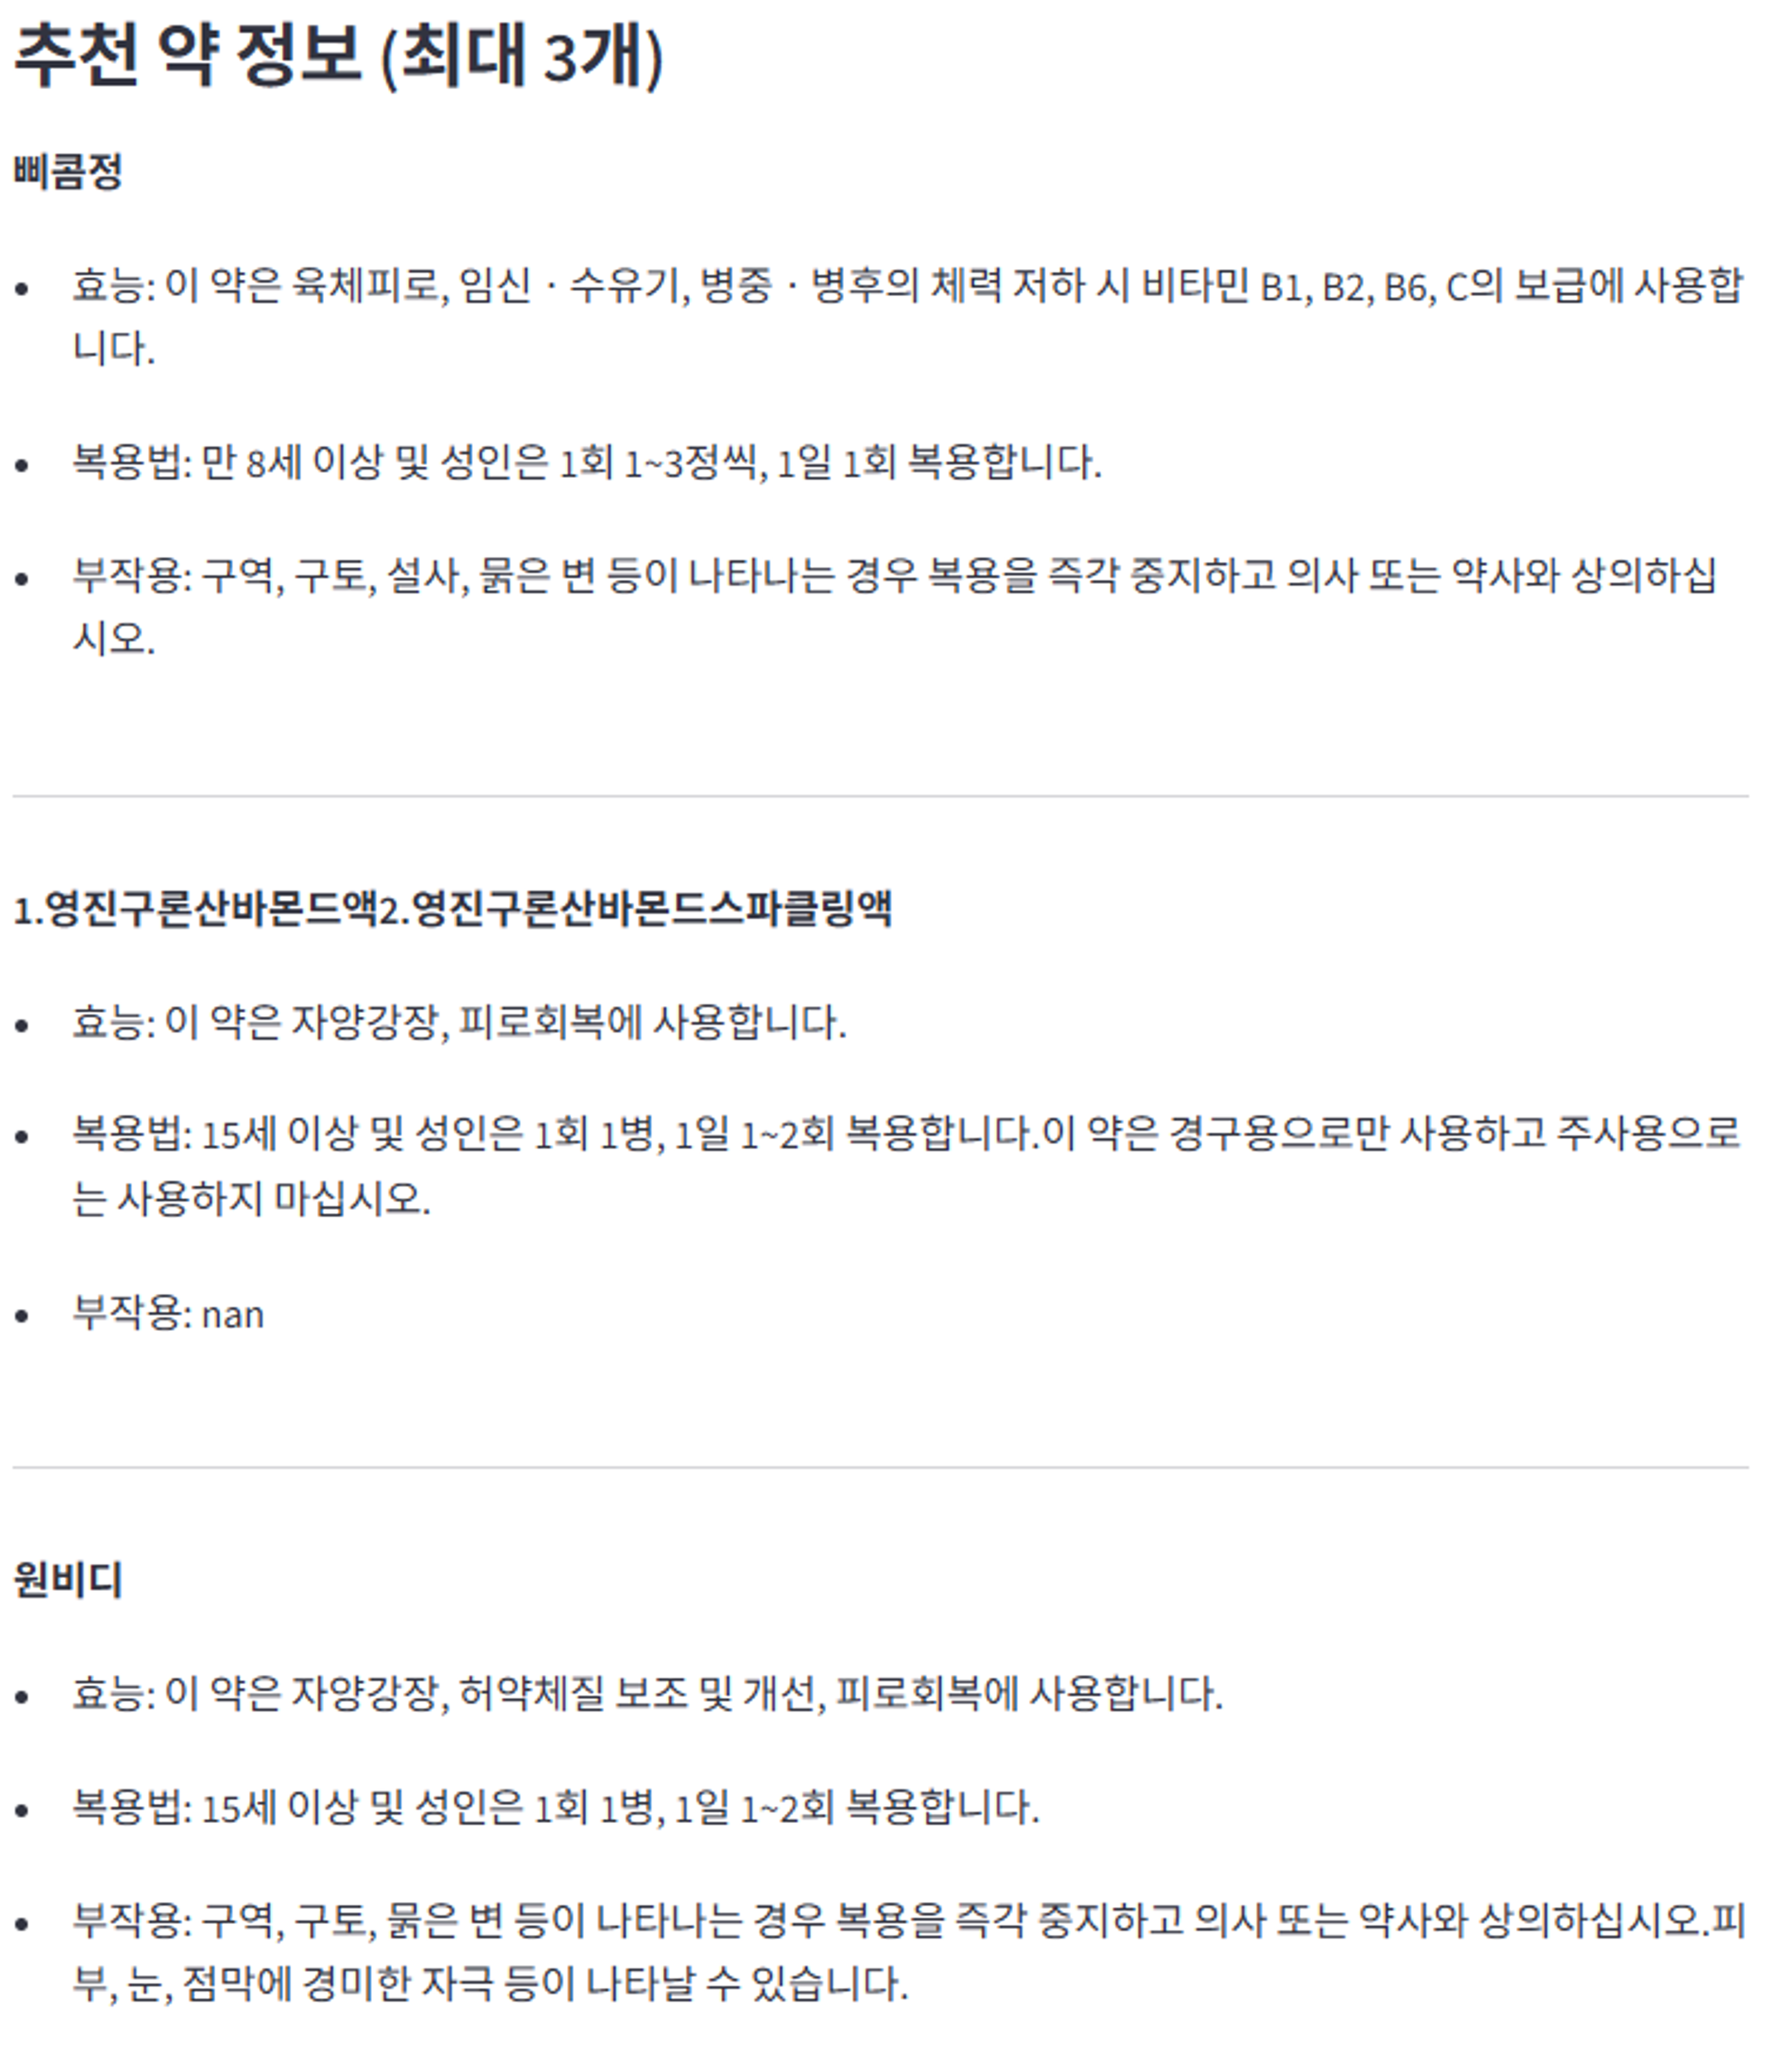 추천 약 정보 (최대 3개)
삐콤정
• 효능: 이 약은 육체피로, 임신 · 수유기, 병중 · 병후의 체력 저하 시 비타민 B1, B2, B6, C의 보급에 사용합
니다.
• 복용법: 만 8세 이상 및 성인은 1회 1~3정씩, 1일 1회 복용합니다.
• 부작용: 구역, 구토, 설사, 묽은 변 등이 나타나는 경우 복용을 즉각 중지하고 의사 또는 약사와 상의하십
시오.
1.영진구론산바몬드액2.영진구론산바몬드스파클링액
• 효능: 이 약은 자양강장, 피로회복에 사용합니다.
• 복용법: 15세 이상 및 성인은 1회 1병, 1일 1~2회 복용합니다.이 약은 경구용으로만 사용하고 주사용으로
는 사용하지 마십시오.
• 부작용: nan
원비디
• 효능: 이 약은 자양강장, 허약체질 보조 및 개선, 피로회복에 사용합니다.
• 복용법: 15세 이상 및 성인은 1회 1병, 1일 1~2회 복용합니다.
• 부작용: 구역, 구토, 묽은 변 등이 나타나는 경우 복용을 즉각 중지하고 의사 또는 약사와 상의하십시오.피
부, 눈, 점막에 경미한 자극 등이 나타날 수 있습니다.